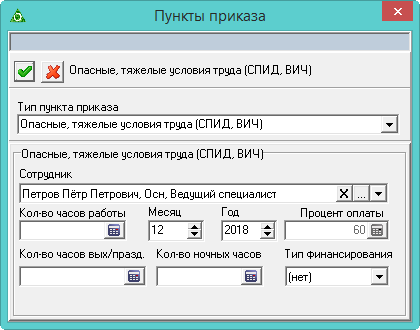 Пункты приказа
Опасные, тяжелые условия труда (СПИД, ВИЧ)
Тип пункта приказа
Опасные, тяжелые условия труда (СПИД, ВИЧ)
Опасные, тяжелые условия труда (СПИД, ВИЧ)
Сотрудник
Петров Пётр Петрович, Осн, Ведущий специалист X ...
Кол-во часов работы Месяц Год Процент оплаты
12 2018 60
Кол-во часов вых/празд. Кол-во ночных часов Тип финансирования
(нет)